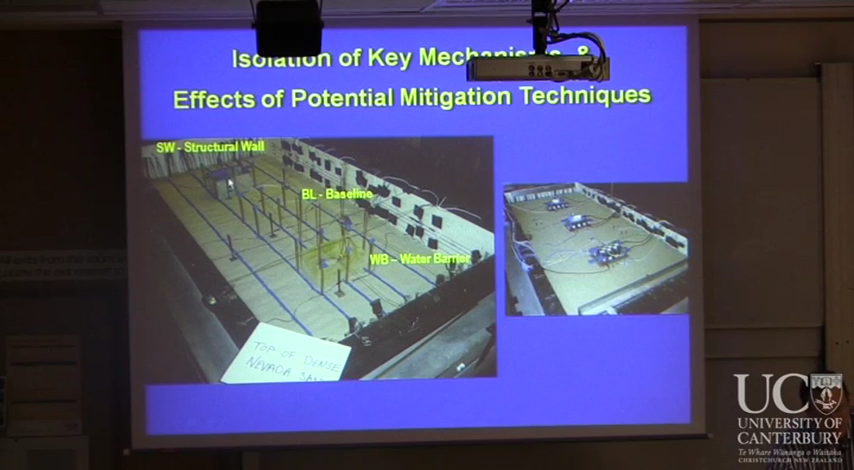 Isolation of Key Mechanisms &
Effects of Potential Mitigation Techniques
SW - Structural Wall
BL - Baseline
WB - Water Barrier
TOP OF DENSE
NEVADA
UC
UNIVERSITY OF
CANTERBURY
Te Whare Wānanga o Waitaha
CHRISTCHURCH NEW ZEALAND